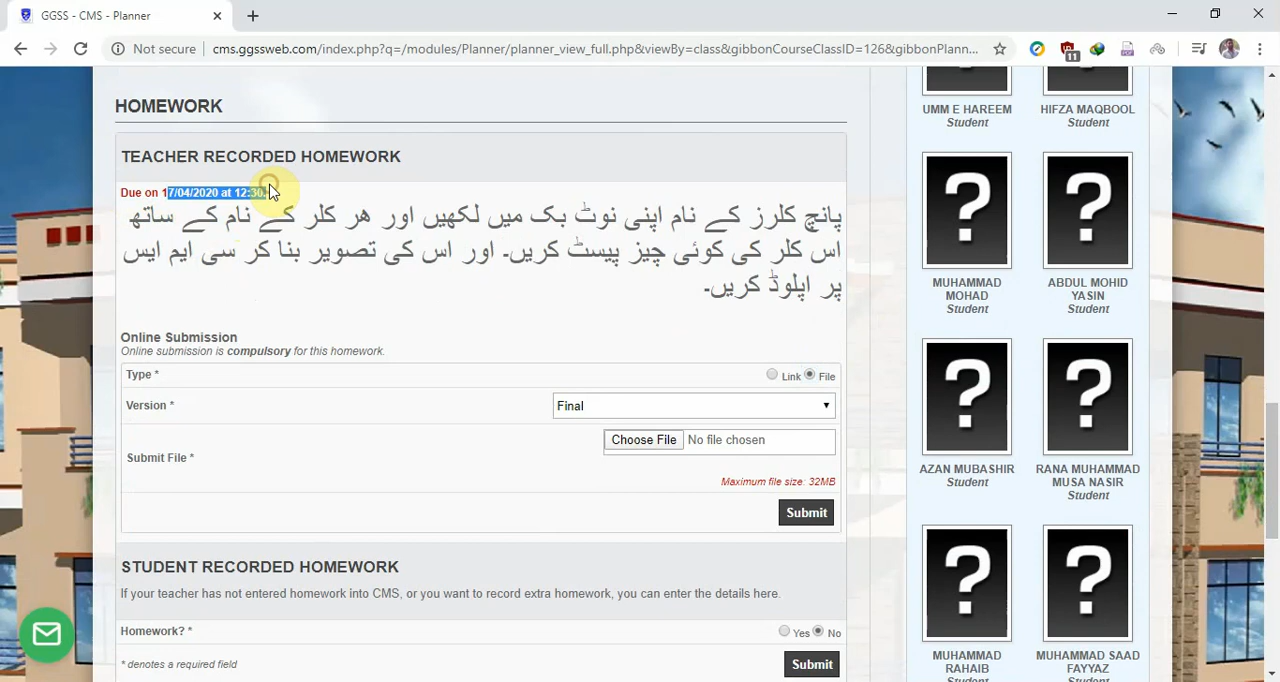 GGSS - CMS - Planner
Not secure
cms.ggssweb.com/index.php?q=/modules/Planner/planner_view_full.php&viewBy=class&gibbonCourseClassID=126&gibbonPlann...
11
HOMEWORK
TEACHER RECORDED HOMEWORK
Due on 17/04/2020 at 12:30.
پانچ کلرز کے نام اپنی نوٹ بک میں لکھیں اور ھر کلر کے نام کے ساتھ
اس کلر کی کوئی چیز پیسٹ کریں۔ اور اس کی تصویر بنا کر سی ایم ایس
پر اپلوڈ کریں۔
Online Submission
Online submission is compulsory for this homework.
Type *
Link File
Version *
Final
Submit File *
Choose File No file chosen
Maximum file size: 32MB
Submit
STUDENT RECORDED HOMEWORK
If your teacher has not entered homework into CMS, or you want to record extra homework, you can enter the details here.
Homework? *
Yes No
* denotes a required field
Submit
UMM E HAREEM
Student
HIFZA MAQBOOL
Student
?
?
MUHAMMAD
MOHAD
Student
ABDUL MOHID
YASIN
Student
?
?
AZAN MUBASHIR
Student
RANA MUHAMMAD
MUSA NASIR
Student
?
?
MUHAMMAD
RAHAIB
Student
MUHAMMAD SAAD
FAYYAZ
Student